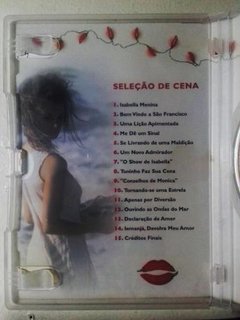 SELEÇÃO DE CENA
1. Isabella Menina
2. Bem Vindo a São Francisco
3. Uma Lição Apimentada
4. Me Dê um Sinal
5. Se Livrando de uma Maldição
6. Um Novo Admirador
7. "O Show de Isabella"
8. Toninho Faz Sua Cena
9. "Conselhos de Monica"
10. Tornando-se uma Estrela
11. Apenas por Diversão
12. Ouvindo as Ondas do Mar
13. Declaração de Amor
14. Iemanjá, Devolva Meu Amor
15. Créditos Finais